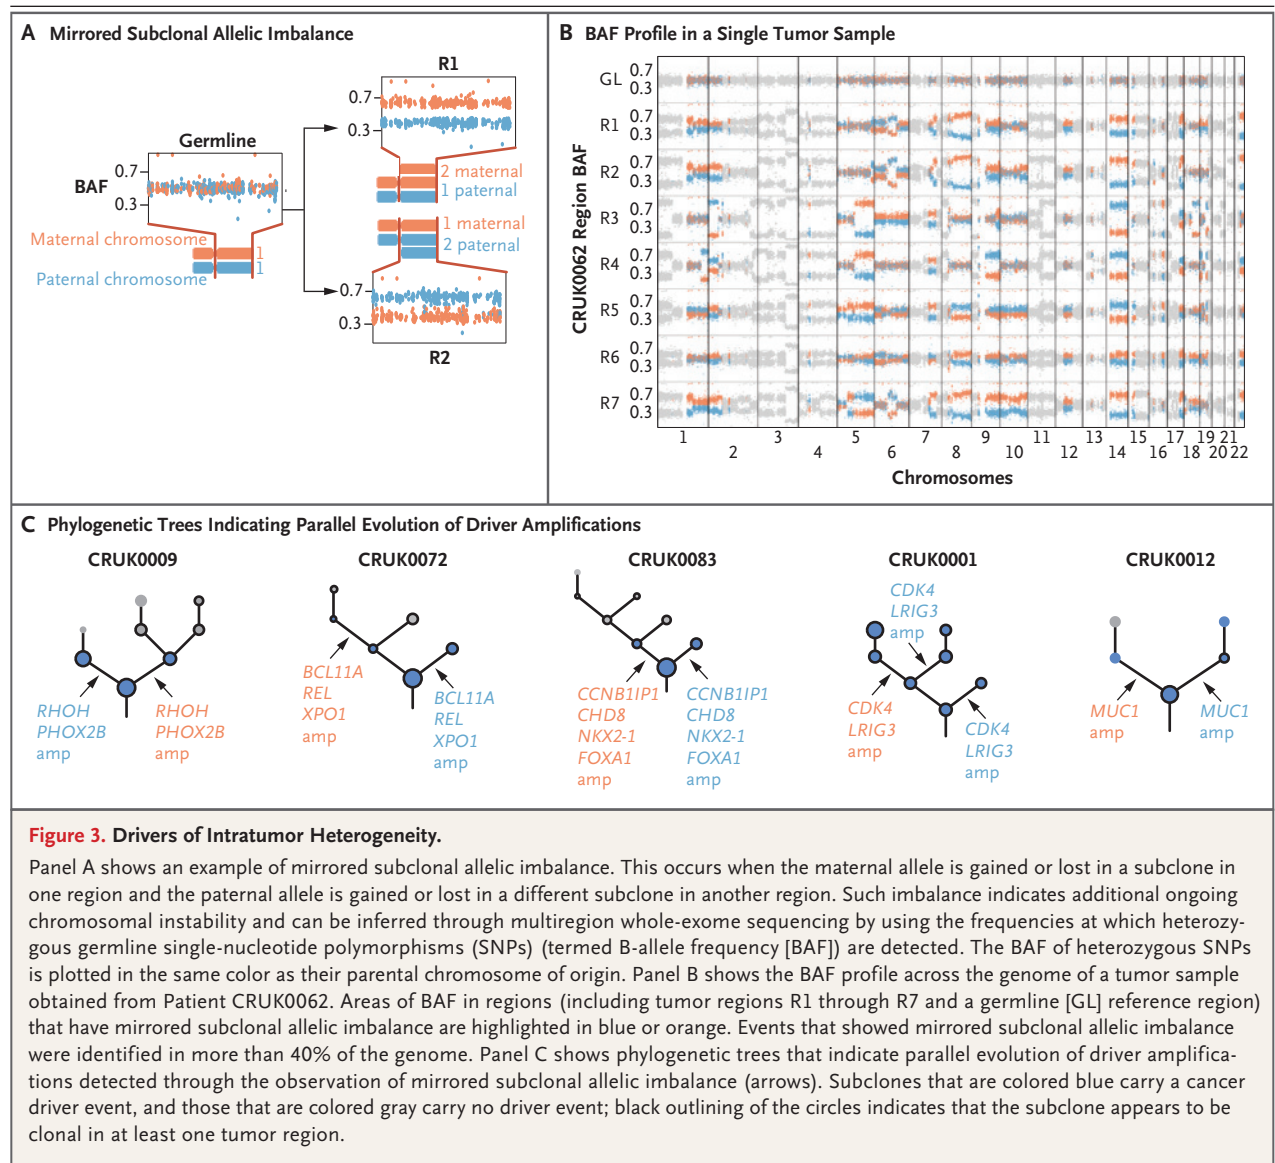 A Mirrored Subclonal Allelic Imbalance
R1
0.7
0.3
Germline
BAF
0.7
0.3
2 maternal
1 paternal
1 maternal
2 paternal
Maternal chromosome
1
Paternal chromosome
1
0.7
0.3
R2
B BAF Profile in a Single Tumor Sample
CRUK0062 Region BAF
GL 0.7
0.3
R1 0.7
0.3
R2 0.7
0.3
R3 0.7
0.3
R4 0.7
0.3
R5 0.7
0.3
R6 0.7
0.3
R7 0.7
0.3
1 3 5 7 9 11 13 15 17 19 21
2 4 6 8 10 12 14 16 18 20 22
Chromosomes
C Phylogenetic Trees Indicating Parallel Evolution of Driver Amplifications
CRUK0009
RHOH
PHOX2B
amp
RHOH
PHOX2B
amp
CRUK0072
BCL11A
REL
XPO1
amp
BCL11A
REL
XPO1
amp
CRUK0083
CCNB1IP1
CHD8
NKX2-1
FOXA1
amp
CCNB1IP1
CHD8
NKX2-1
FOXA1
amp
CRUK0001
CDK4
LRIG3
amp
CDK4
LRIG3
amp
CDK4
LRIG3
amp
CRUK0012
MUC1
amp
MUC1
amp
Figure 3. Drivers of Intratumor Heterogeneity.
Panel A shows an example of mirrored subclonal allelic imbalance. This occurs when the maternal allele is gained or lost in a subclone in
one region and the paternal allele is gained or lost in a different subclone in another region. Such imbalance indicates additional ongoing
chromosomal instability and can be inferred through multiregion whole-exome sequencing by using the frequencies at which heterozy-
gous germline single-nucleotide polymorphisms (SNPs) (termed B-allele frequency [BAF]) are detected. The BAF of heterozygous SNPs
is plotted in the same color as their parental chromosome of origin. Panel B shows the BAF profile across the genome of a tumor sample
obtained from Patient CRUK0062. Areas of BAF in regions (including tumor regions R1 through R7 and a germline [GL] reference region)
that have mirrored subclonal allelic imbalance are highlighted in blue or orange. Events that showed mirrored subclonal allelic imbalance
were identified in more than 40% of the genome. Panel C shows phylogenetic trees that indicate parallel evolution of driver amplifica-
tions detected through the observation of mirrored subclonal allelic imbalance (arrows). Subclones that are colored blue carry a cancer
driver event, and those that are colored gray carry no driver event; black outlining of the circles indicates that the subclone appears to be
clonal in at least one tumor region.